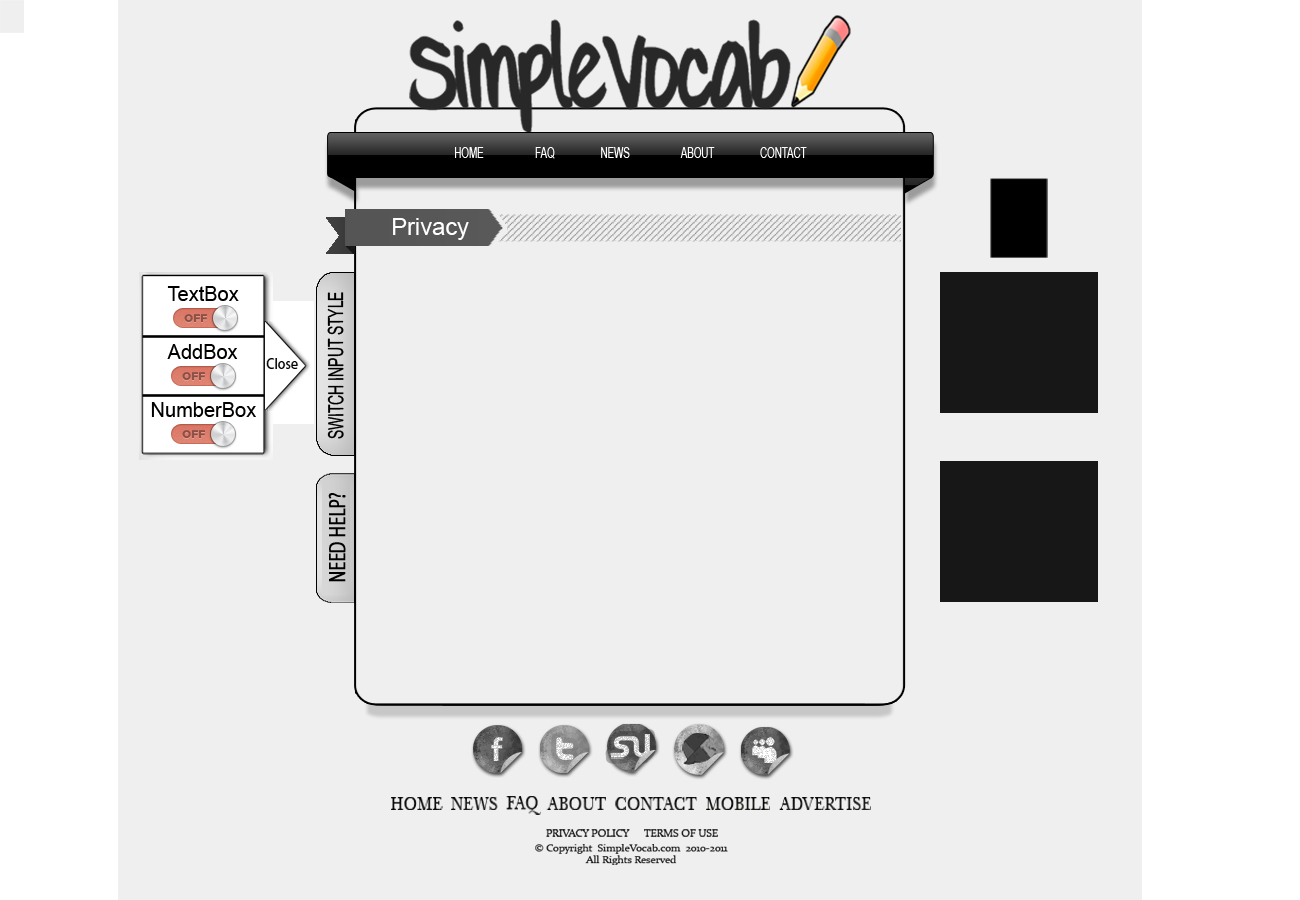 simpleVocab
HOME FAQ NEWS ABOUT CONTACT
Privacy
TextBox
OFF
AddBox
OFF
NumberBox
OFF
Close
SWITCH INPUT STYLE
NEED HELP?
f t SU
HOME NEWS FAQ ABOUT CONTACT MOBILE ADVERTISE
PRIVACY POLICY TERMS OF USE
© Copyright SimpleVocab.com 2010-2011
All Rights Reserved